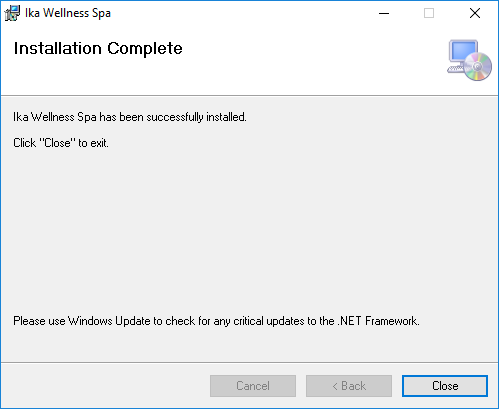 Ika Wellness Spa
Installation Complete
Ika Wellness Spa has been successfully installed.
Click "Close" to exit.
Please use Windows Update to check for any critical updates to the .NET Framework.
Cancel
< Back
Close